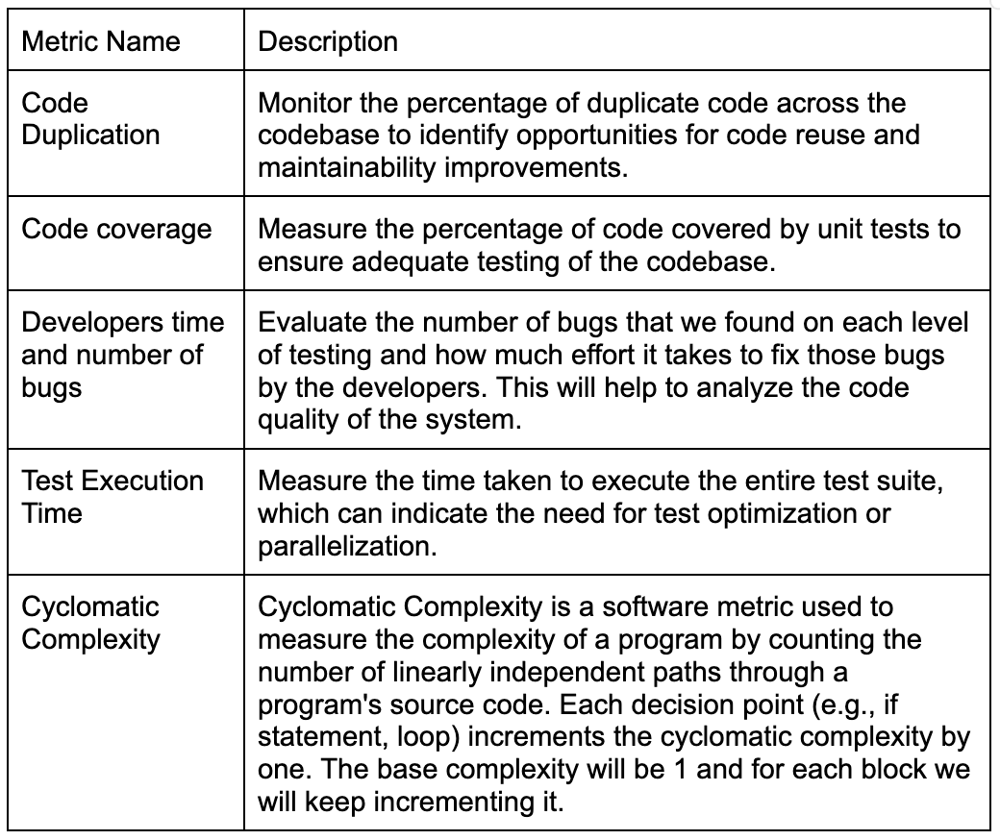 Metric Name
Description
Code
Duplication
Monitor the percentage of duplicate code across the
codebase to identify opportunities for code reuse and
maintainability improvements.
Code coverage
Measure the percentage of code covered by unit tests to
ensure adequate testing of the codebase.
Developers time
and number of
bugs
Evaluate the number of bugs that we found on each level
of testing and how much effort it takes to fix those bugs
by the developers. This will help to analyze the code
quality of the system.
Test Execution
Time
Measure the time taken to execute the entire test suite,
which can indicate the need for test optimization or
parallelization.
Cyclomatic
Complexity
Cyclomatic Complexity is a software metric used to
measure the complexity of a program by counting the
number of linearly independent paths through a
program's source code. Each decision point (e.g., if
statement, loop) increments the cyclomatic complexity by
one. The base complexity will be 1 and for each block we
will keep incrementing it.